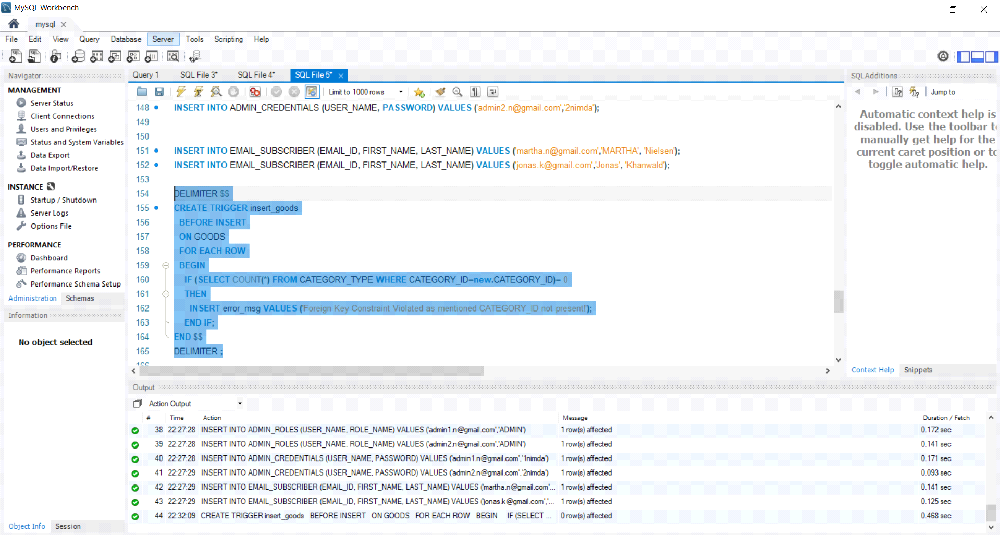 MySQL Workbench
mysql
File Edit View Query Database Server Tools Scripting Help
Navigator
MANAGEMENT
Server Status
Client Connections
Users and Privileges
Status and System Variables
Data Export
Data Import/Restore
INSTANCE
Startup / Shutdown
Server Logs
Options File
PERFORMANCE
Dashboard
Performance Reports
Performance Schema Setup
Administration Schemas
Information
No object selected
Object Info Session
Query 1 SQL File 3* SQL File 4* SQL File 5*
Limit to 1000 rows
148 INSERT INTO ADMIN_CREDENTIALS (USER_NAME, PASSWORD) VALUES ('admin2.n@gmail.com','2nimda');
149
150
151 INSERT INTO EMAIL_SUBSCRIBER (EMAIL_ID, FIRST_NAME, LAST_NAME) VALUES ('martha.n@gmail.com','MARTHA', 'Nielsen');
152 INSERT INTO EMAIL_SUBSCRIBER (EMAIL_ID, FIRST_NAME, LAST_NAME) VALUES ('jonas.k@gmail.com','Jonas', 'Khanwald');
153
154 DELIMITER $$
155 CREATE TRIGGER insert_goods
156 BEFORE INSERT
157 ON GOODS
158 FOR EACH ROW
159 BEGIN
160 IF (SELECT COUNT(*) FROM CATEGORY_TYPE WHERE CATEGORY_ID=new.CATEGORY_ID)= 0
161 THEN
162 INSERT error_msg VALUES ('Foreign Key Constraint Violated as mentioned CATEGORY_ID not present!');
163 END IF;
164 END $$
165 DELIMITER ;
166
SQLAdditions
Jump to
Automatic context help is
disabled. Use the toolbar to
manually get help for the
current caret position or to
toggle automatic help.
Context Help Snippets
Output
Action Output
# Time Action Message Duration / Fetch
38 22:27:28 INSERT INTO ADMIN_ROLES (USER_NAME, ROLE_NAME) VALUES ('admin1.n@gmail.com','ADMIN') 1 row(s) affected 0.172 sec
39 22:27:28 INSERT INTO ADMIN_ROLES (USER_NAME, ROLE_NAME) VALUES ('admin2.n@gmail.com','ADMIN') 1 row(s) affected 0.141 sec
40 22:27:28 INSERT INTO ADMIN_CREDENTIALS (USER_NAME, PASSWORD) VALUES ('admin1.n@gmail.com','1nimda') 1 row(s) affected 0.171 sec
41 22:27:29 INSERT INTO ADMIN_CREDENTIALS (USER_NAME, PASSWORD) VALUES ('admin2.n@gmail.com','2nimda') 1 row(s) affected 0.093 sec
42 22:27:29 INSERT INTO EMAIL_SUBSCRIBER (EMAIL_ID, FIRST_NAME, LAST_NAME) VALUES ('martha.n@gmail.com'... 1 row(s) affected 0.141 sec
43 22:27:29 INSERT INTO EMAIL_SUBSCRIBER (EMAIL_ID, FIRST_NAME, LAST_NAME) VALUES ('jonas.k@gmail.com','... 1 row(s) affected 0.125 sec
44 22:32:09 CREATE TRIGGER insert_goods BEFORE INSERT ON GOODS FOR EACH ROW BEGIN IF (SELECT ... 0 row(s) affected 0.468 sec